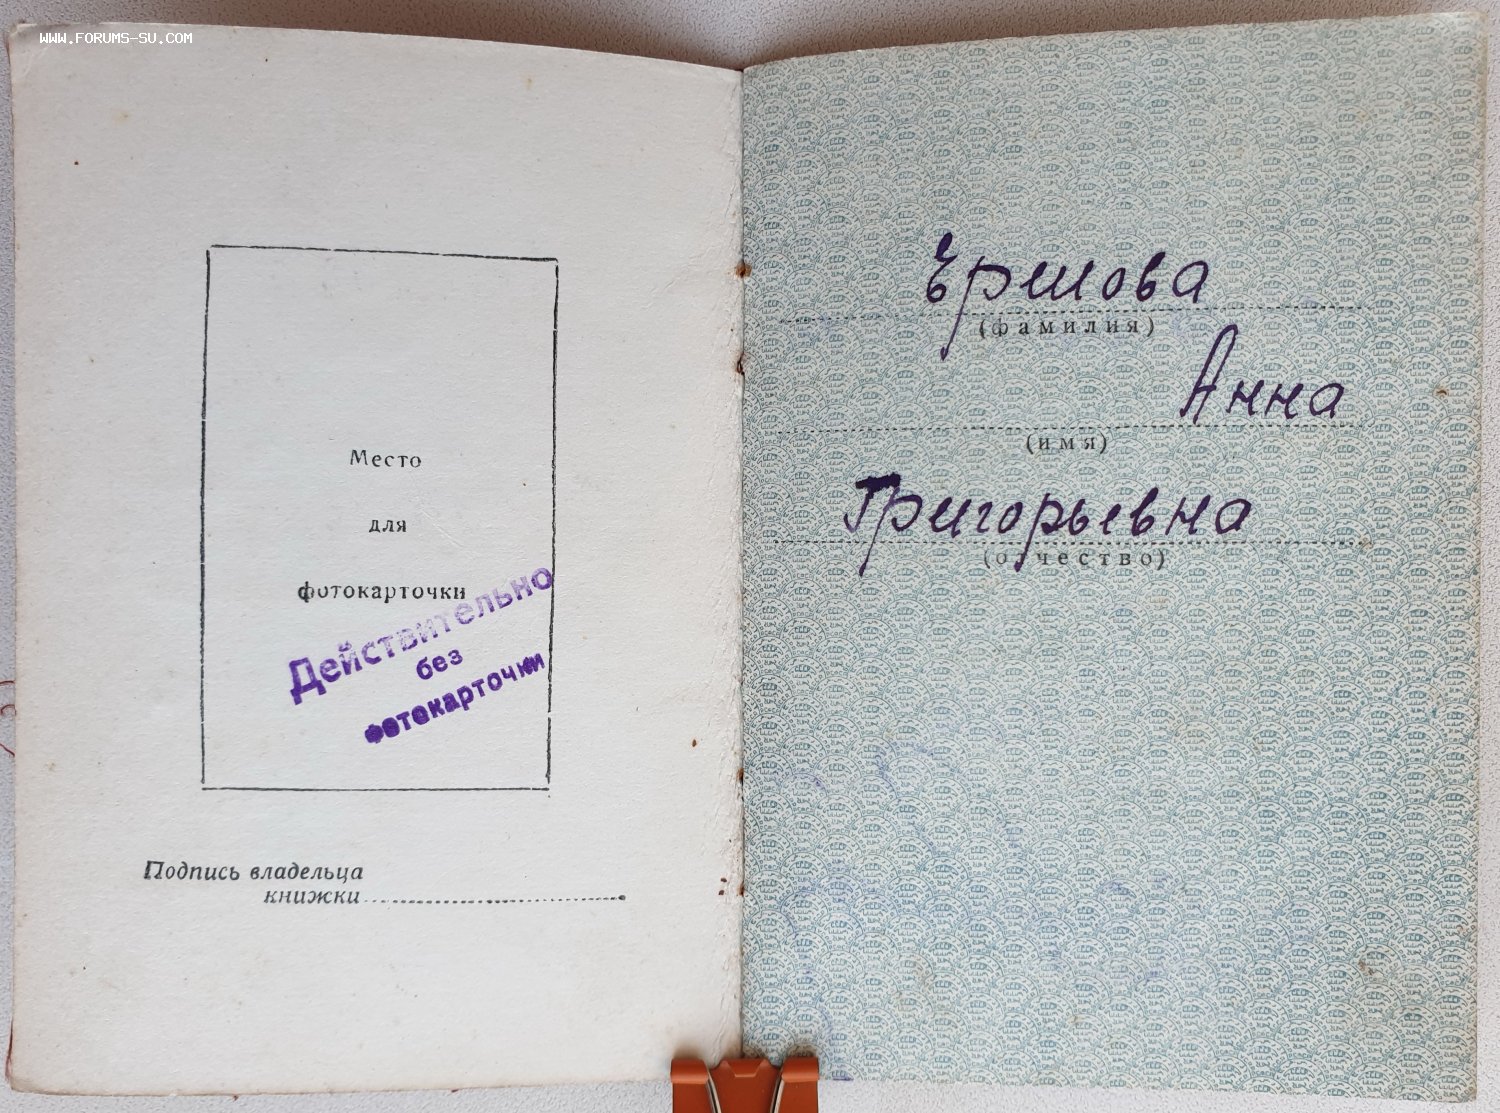 WWW.FORUMS-SU.COM
Место
для
фотокарточки
Действительно
без
фотокарточки
Подпись владельца
книжки
Ершова
(фамилия)
Анна
(имя)
Григорьевна
(отчество)